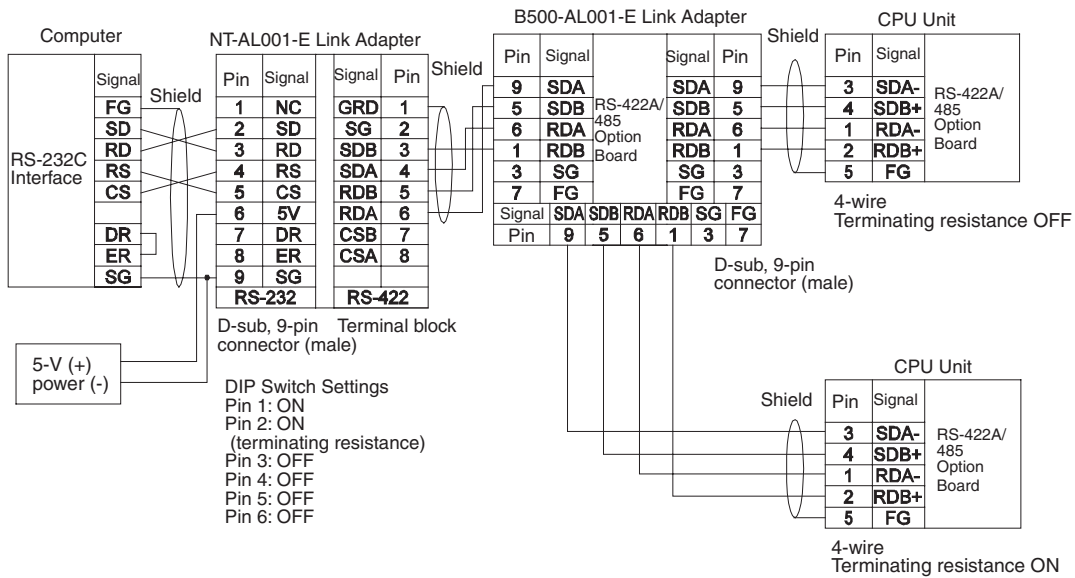 Computer
Signal
FG
SD
RD
RS
CS
DR
ER
SG
RS-232C
Interface
Shield
NT-AL001-E Link Adapter
Pin Signal
1 NC
2 SD
3 RD
4 RS
5 CS
6 5V
7 DR
8 ER
9 SG
RS-232
Signal Pin
GRD 1
SG 2
SDB 3
SDA 4
RDB 5
RDA 6
CSB 7
CSA 8
RS-422
D-sub, 9-pin
connector (male)
Terminal block
5-V (+)
power (-)
DIP Switch Settings
Pin 1: ON
Pin 2: ON
(terminating resistance)
Pin 3: OFF
Pin 4: OFF
Pin 5: OFF
Pin 6: OFF
Shield
B500-AL001-E Link Adapter
Pin Signal
9 SDA
5 SDB
6 RDA
1 RDB
3 SG
7 FG
RS-422A/
485
Option
Board
Signal Pin
SDA 9
SDB 5
RDA 6
RDB 1
SG 3
FG 7
Signal SDA SDB RDA RDB SG FG
Pin 9 5 6 1 3 7
D-sub, 9-pin
connector (male)
Shield
CPU Unit
Pin Signal
3 SDA-
4 SDB+
1 RDA-
2 RDB+
5 FG
RS-422A/
485
Option
Board
4-wire
Terminating resistance OFF
CPU Unit
Shield
Pin Signal
3 SDA-
4 SDB+
1 RDA-
2 RDB+
5 FG
RS-422A/
485
Option
Board
4-wire
Terminating resistance ON